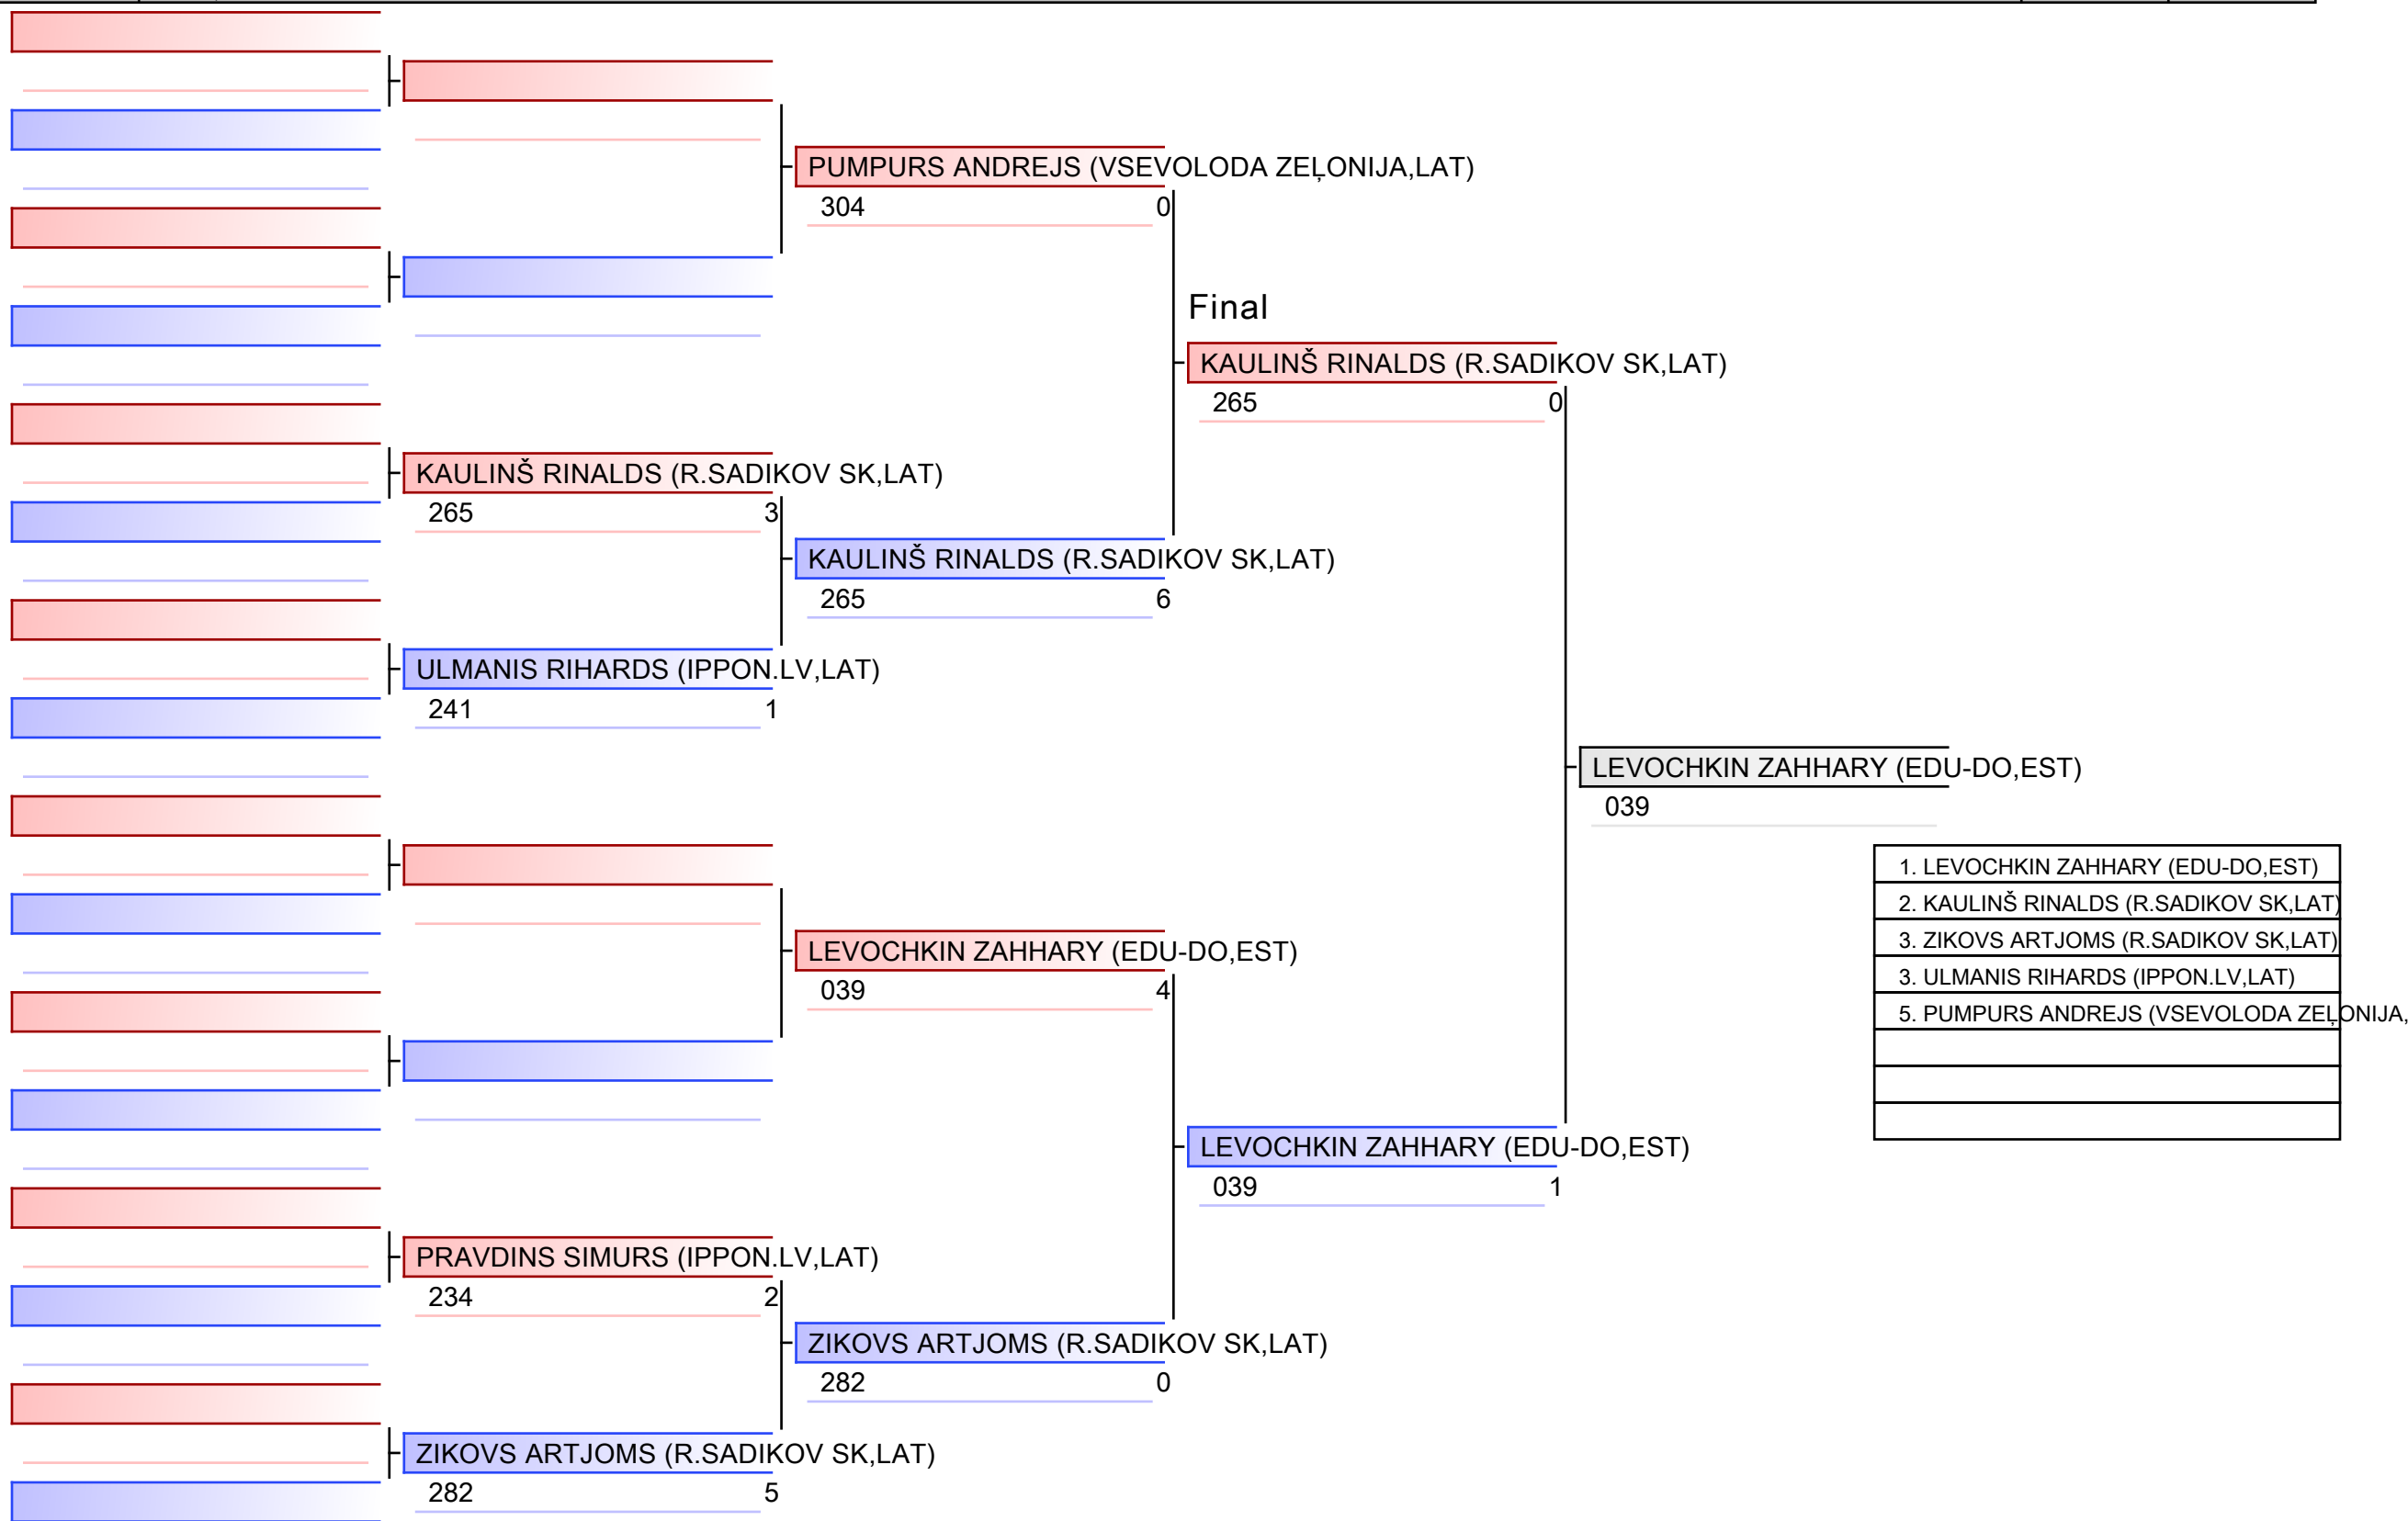 PUMPURS ANDREJS (VSEVOLODA ZEĻONIJA,LAT)
304 0
Final
KAULINŠ RINALDS (R.SADIKOV SK,LAT)
265 0
KAULINŠ RINALDS (R.SADIKOV SK,LAT)
265 3
KAULINŠ RINALDS (R.SADIKOV SK,LAT)
265 6
ULMANIS RIHARDS (IPPON.LV,LAT)
241 1
LEVOCHKIN ZAHHARY (EDU-DO,EST)
039
1. LEVOCHKIN ZAHHARY (EDU-DO,EST)
2. KAULINŠ RINALDS (R.SADIKOV SK,LAT)
3. ZIKOVS ARTJOMS (R.SADIKOV SK,LAT)
3. ULMANIS RIHARDS (IPPON.LV,LAT)
5. PUMPURS ANDREJS (VSEVOLODA ZEĻONIJA,
LEVOCHKIN ZAHHARY (EDU-DO,EST)
039 4
LEVOCHKIN ZAHHARY (EDU-DO,EST)
039 1
PRAVDINS SIMURS (IPPON.LV,LAT)
234 2
ZIKOVS ARTJOMS (R.SADIKOV SK,LAT)
282 0
ZIKOVS ARTJOMS (R.SADIKOV SK,LAT)
282 5